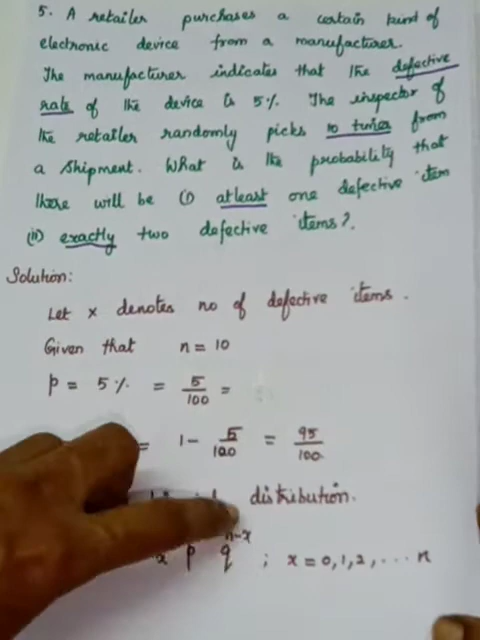 5. A retailer purchases a certain kind of
electronic device from a manufacturer.
The manufacturer indicates that the defective
rate of the device is 5%. The inspector of
the retailer randomly picks 10 times from
a shipment. What is the probability that
there will be (i) atleast one defective item
(ii) exactly two defective items?.
Solution:
Let x denotes no of defective items.
Given that n = 10
p = 5% = 5/100 =
= 1 - 5/100 = 95/100
distribution.
x p q^n-x ; x = 0,1,2, ... n